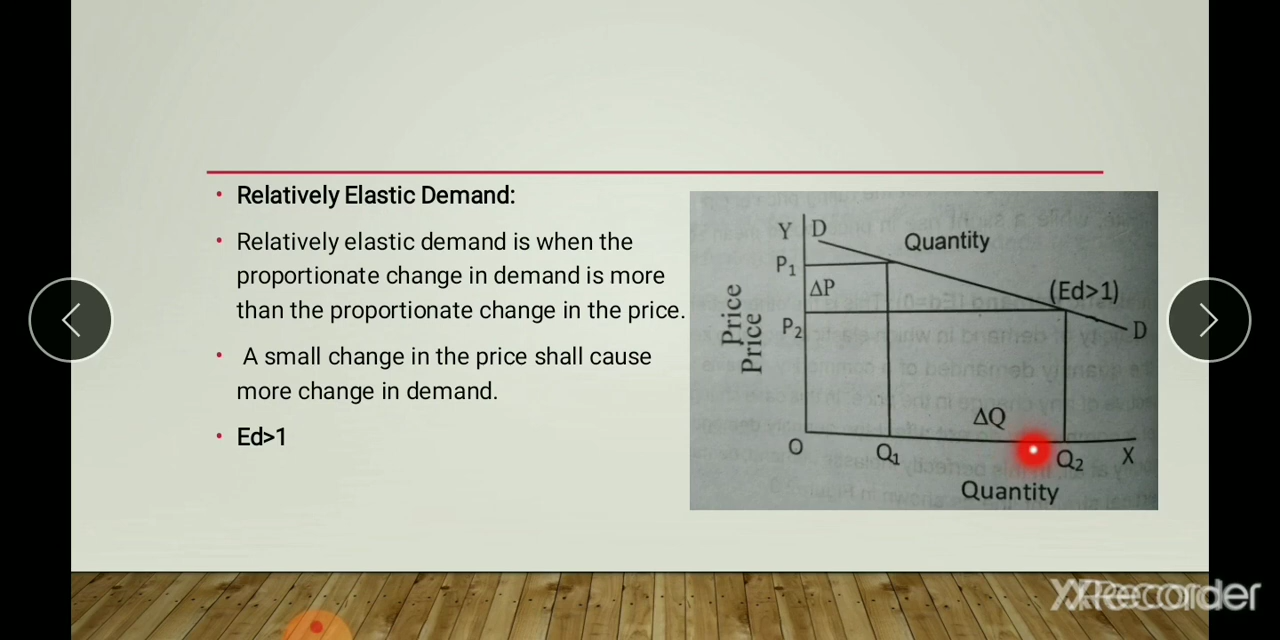 Relatively Elastic Demand:
Relatively elastic demand is when the
proportionate change in demand is more
than the proportionate change in the price.
A small change in the price shall cause
more change in demand.
Ed>1
Y D
Quantity
P1
ΔP
(Ed>1)
Price
Price
P2
D
ΔQ
O
Q1
Q2
X
Quantity
XRecorder